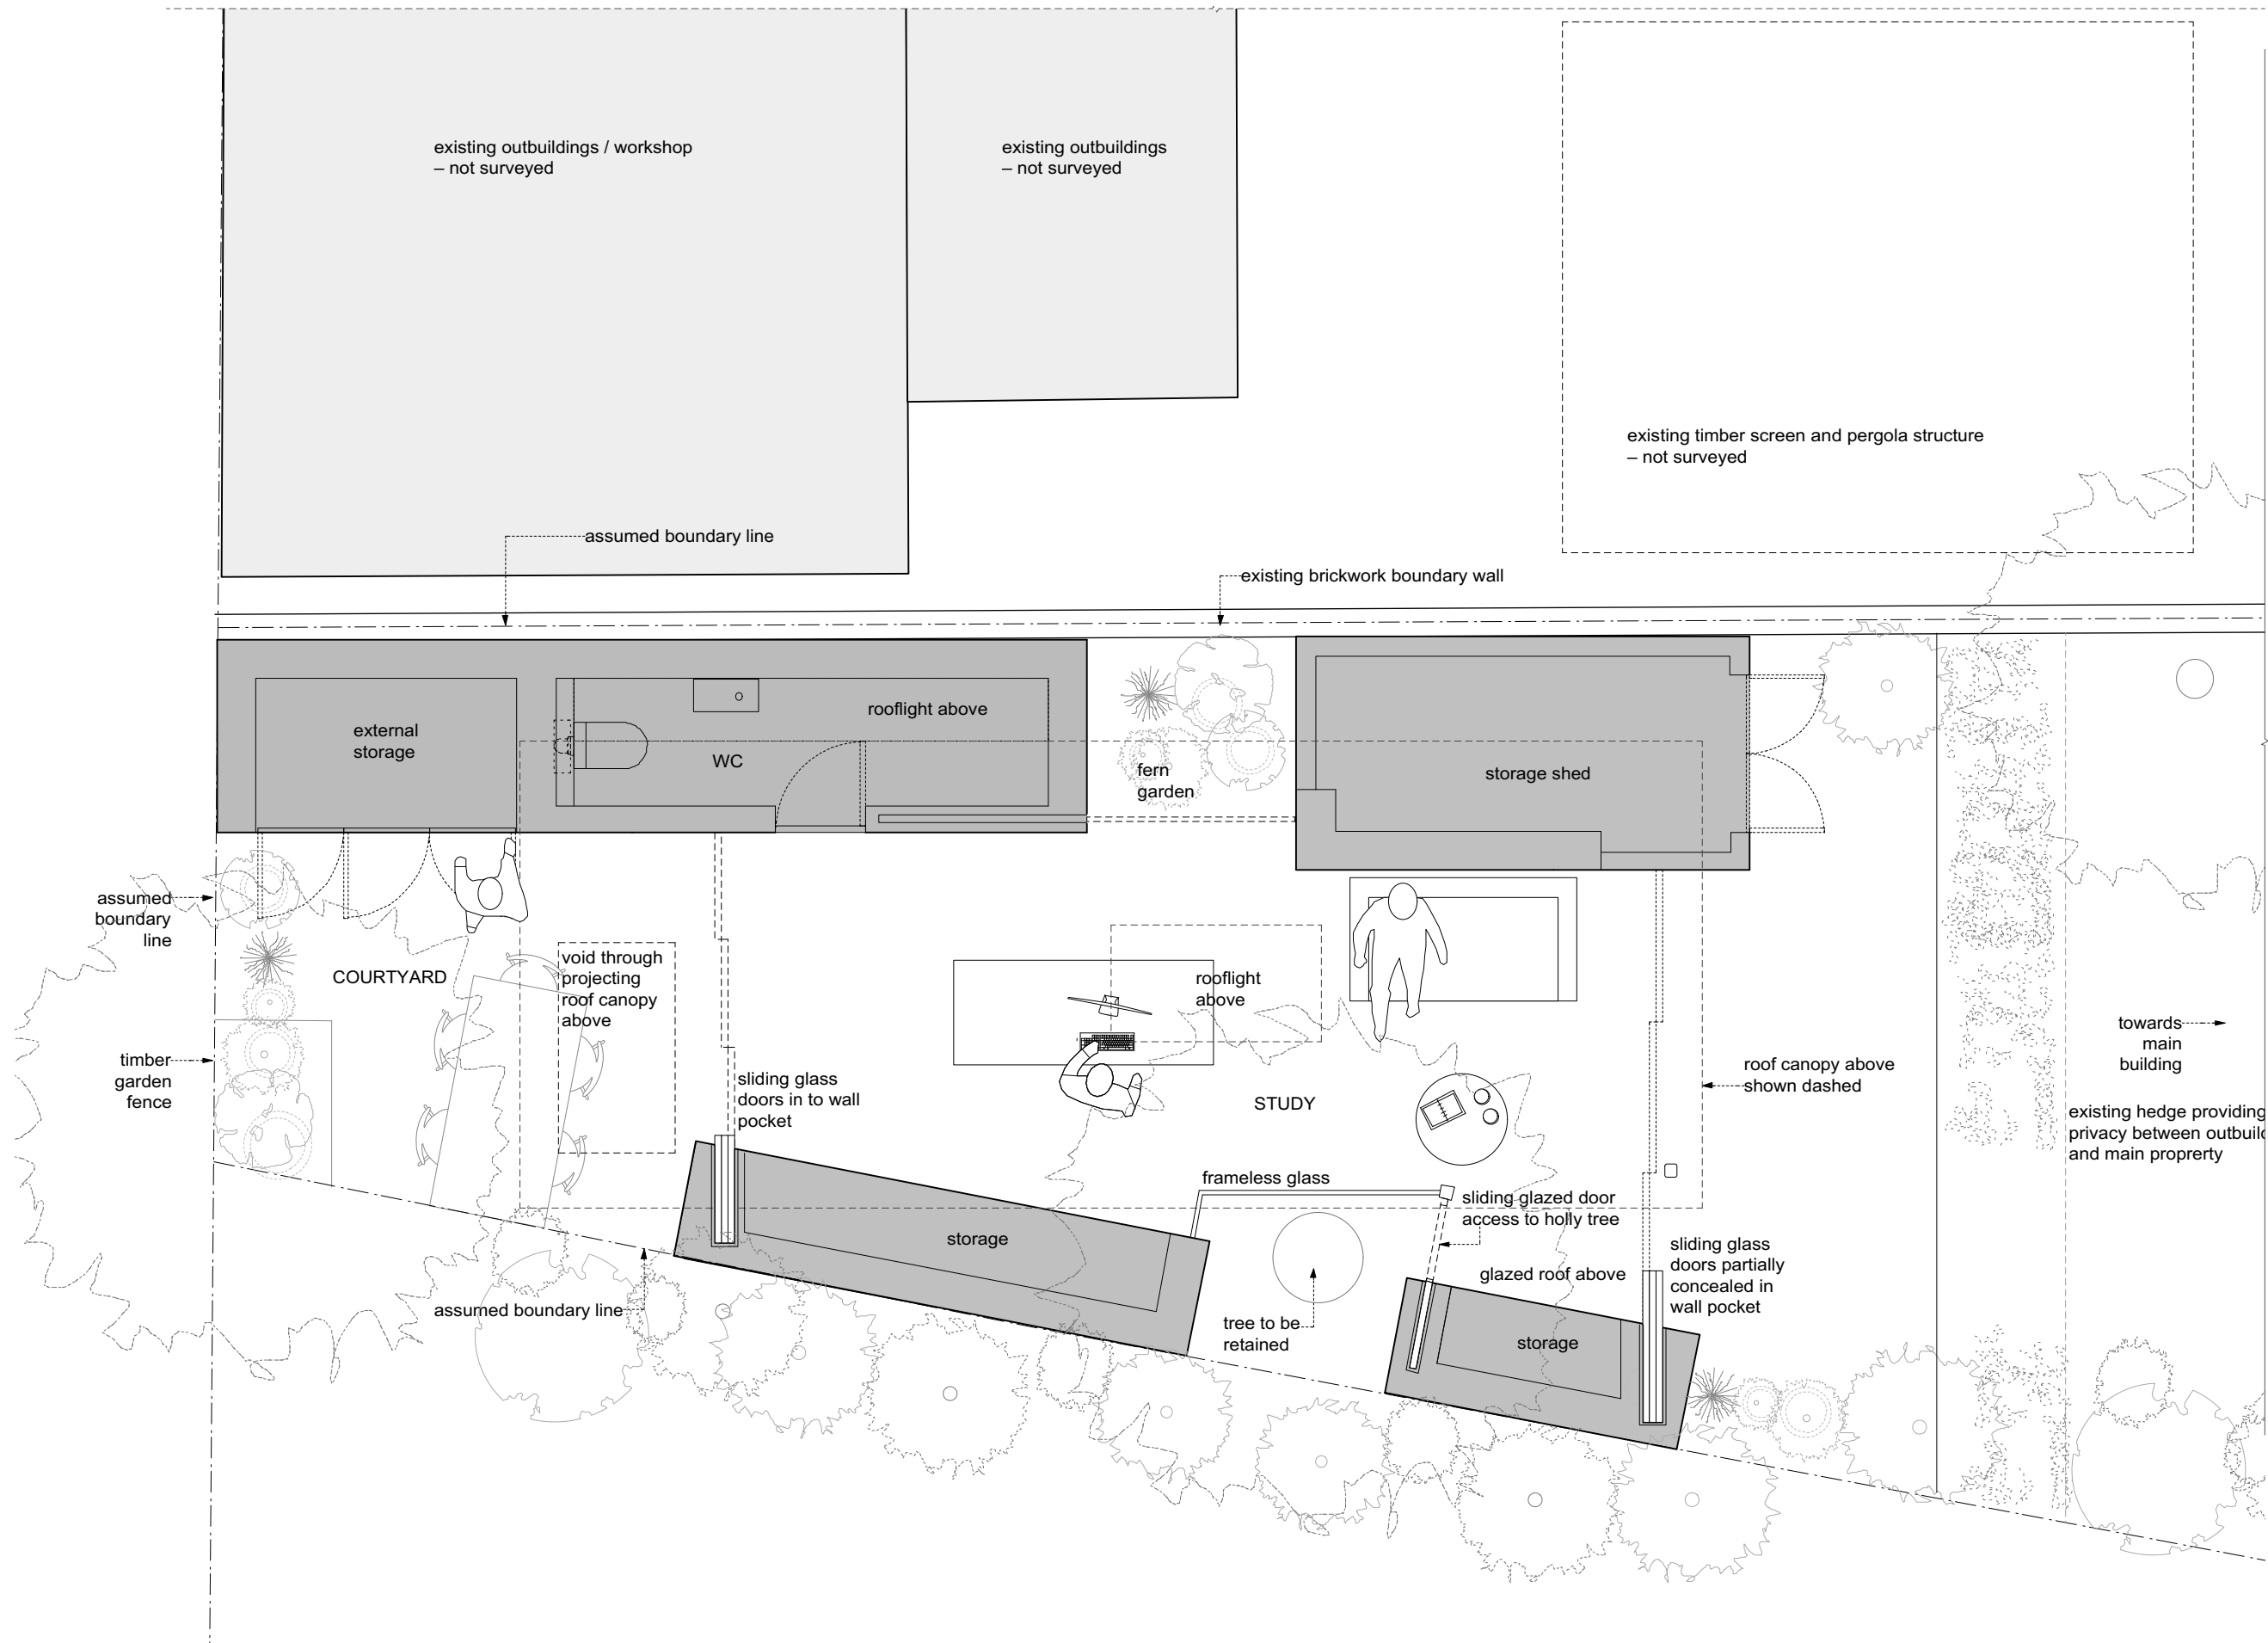 existing outbuildings / workshop
– not surveyed
existing outbuildings
– not surveyed
existing timber screen and pergola structure
– not surveyed
assumed boundary line
existing brickwork boundary wall
external
storage
WC
rooflight above
fern
garden
storage shed
assumed
boundary
line
COURTYARD
void through
projecting
roof canopy
above
rooflight
above
timber
garden
fence
sliding glass
doors in to wall
pocket
STUDY
roof canopy above
shown dashed
towards
main
building
existing hedge providing
privacy between outbuild
and main proprerty
frameless glass
sliding glazed door
access to holly tree
storage
glazed roof above
sliding glass
doors partially
concealed in
wall pocket
assumed boundary line
tree to be
retained
storage